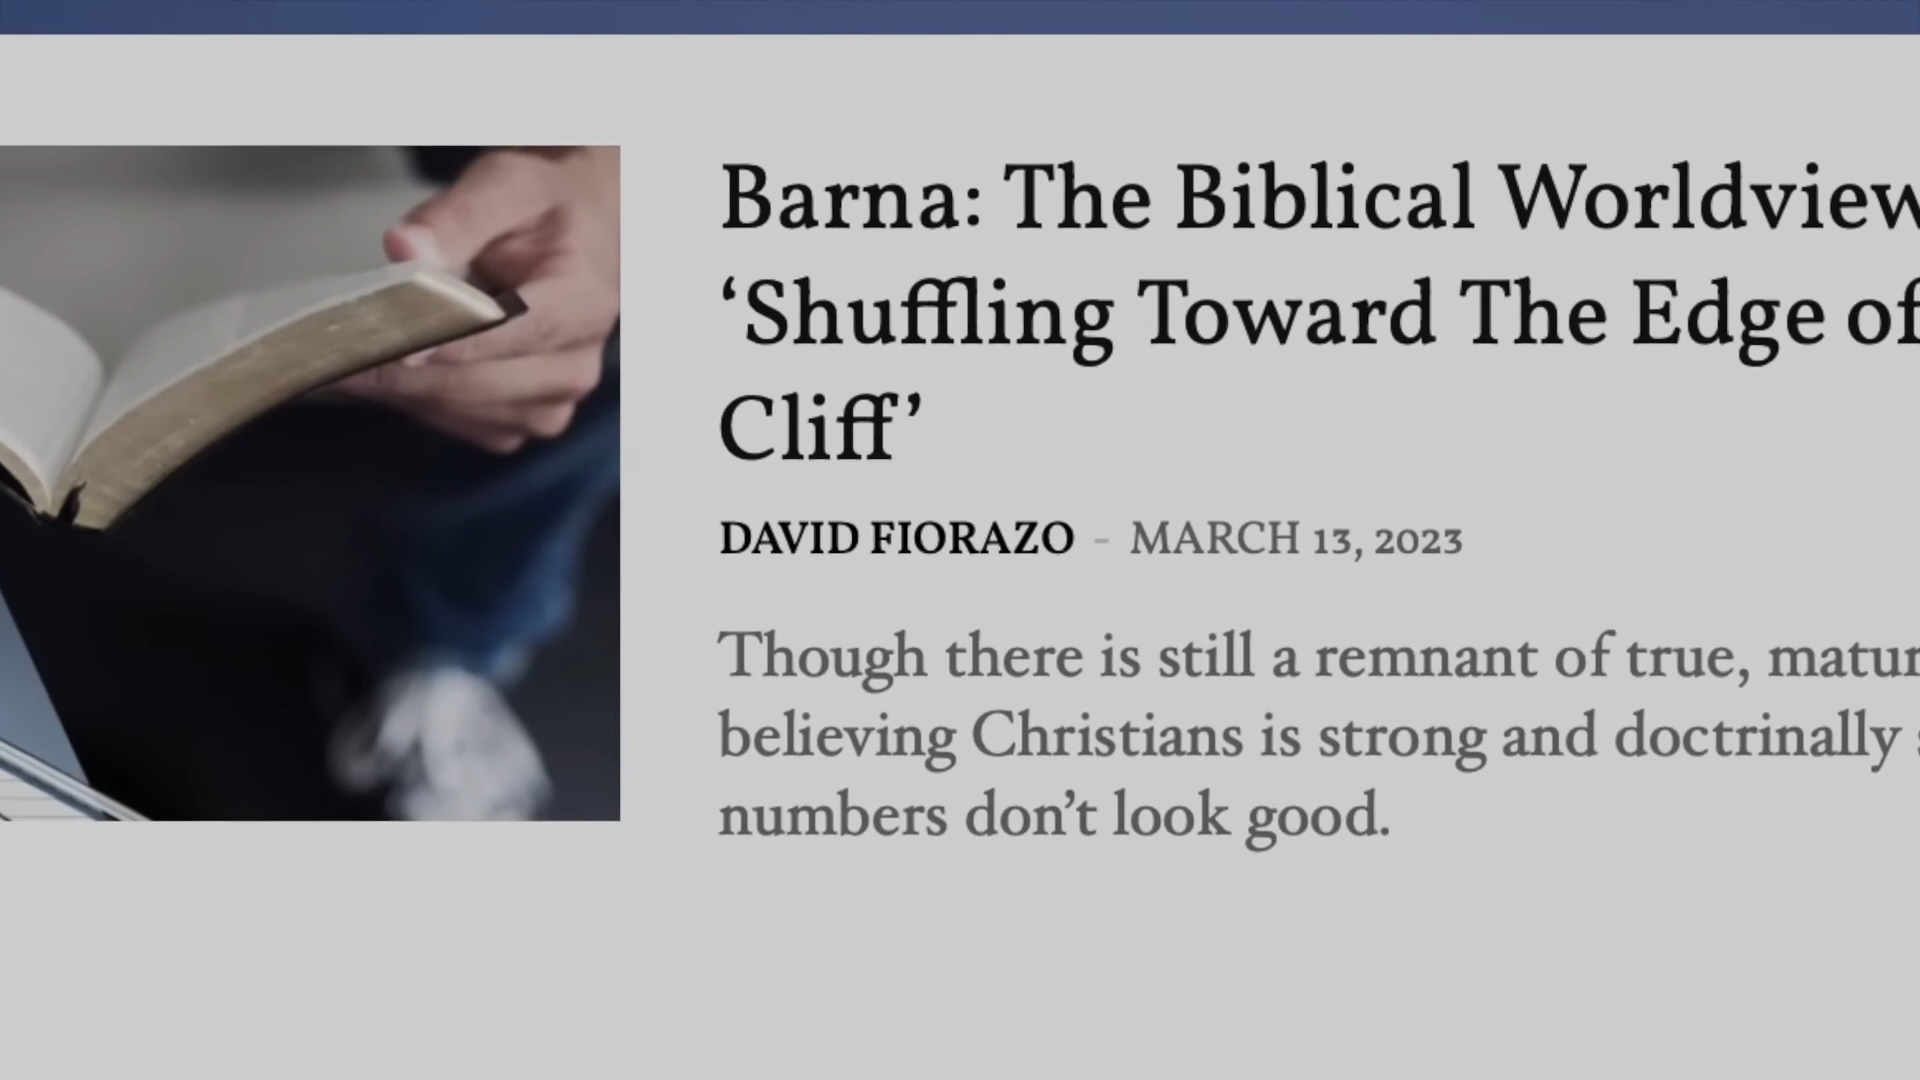 Barna: The Biblical Worldview
‘Shuffling Toward The Edge of
Cliff’
DAVID FIORAZO - MARCH 13, 2023
Though there is still a remnant of true,
believing Christians is strong and doctrinally
numbers don’t look good.